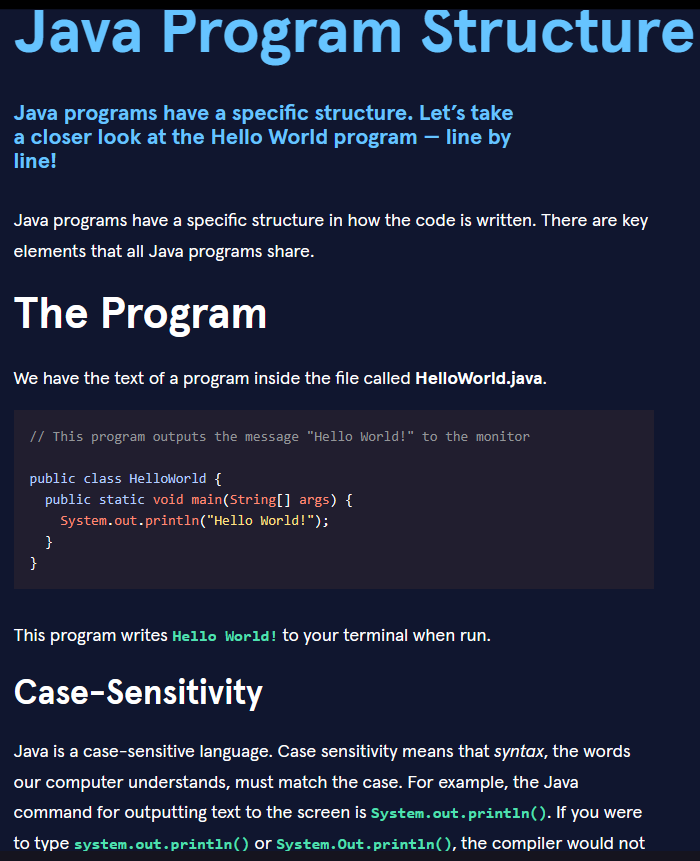 Java Program Structure
Java programs have a specific structure. Let’s take
a closer look at the Hello World program — line by
line!
Java programs have a specific structure in how the code is written. There are key
elements that all Java programs share.
The Program
We have the text of a program inside the file called HelloWorld.java.
// This program outputs the message "Hello World!" to the monitor
public class HelloWorld {
  public static void main(String[] args) {
    System.out.println("Hello World!");
  }
}
This program writes Hello World! to your terminal when run.
Case-Sensitivity
Java is a case-sensitive language. Case sensitivity means that syntax, the words
our computer understands, must match the case. For example, the Java
command for outputting text to the screen is System.out.println(). If you were
to type system.out.println() or System.Out.println(), the compiler would not